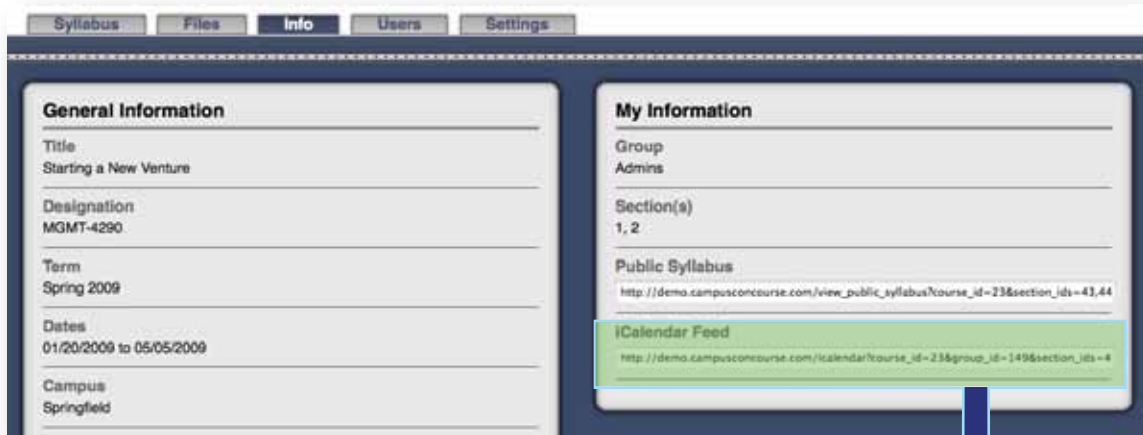 Syllabus Files Info Users Settings
General Information
Title
Starting a New Venture
Designation
MGMT-4290
Term
Spring 2009
Dates
01/20/2009 to 05/05/2009
Campus
Springfield
My Information
Group
Admins
Section(s)
1, 2
Public Syllabus
http://demo.campusconcourse.com/view_public_syllabus?course_id=23&section_ids=43,44
iCalendar Feed
http://demo.campusconcourse.com/icalendar?course_id=23&group_id=149&section_ids=4